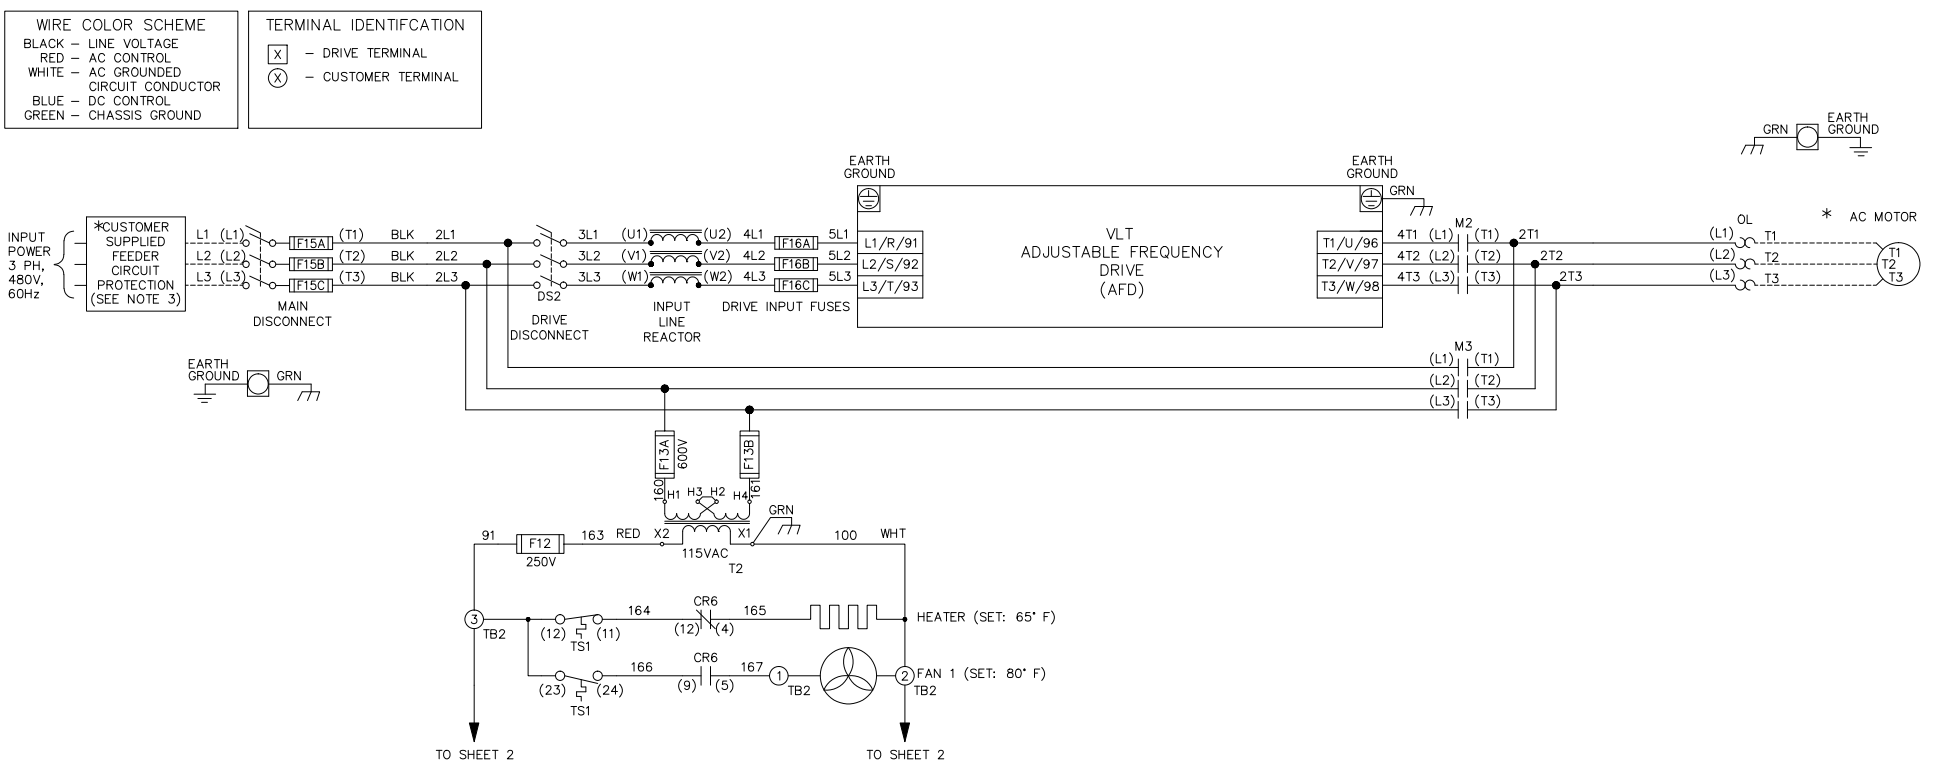 WIRE COLOR SCHEME
BLACK – LINE VOLTAGE
RED – AC CONTROL
WHITE – AC GROUNDED
CIRCUIT CONDUCTOR
BLUE – DC CONTROL
GREEN – CHASSIS GROUND
TERMINAL IDENTIFCATION
X – DRIVE TERMINAL
X – CUSTOMER TERMINAL
INPUT
POWER
3 PH,
480V,
60Hz
*CUSTOMER
SUPPLIED
FEEDER
CIRCUIT
PROTECTION
(SEE NOTE 3)
L1 (L1) F15A (T1) BLK 2L1
L2 (L2) F15B (T2) BLK 2L2
L3 (L3) F15C (T3) BLK 2L3
MAIN
DISCONNECT
DS2
DRIVE
DISCONNECT
3L1 (U1) (U2) 4L1 F16A 5L1
3L2 (V1) (V2) 4L2 F16B 5L2
3L3 (W1) (W2) 4L3 F16C 5L3
INPUT
LINE
REACTOR
DRIVE INPUT FUSES
EARTH
GROUND
L1/R/91
L2/S/92
L3/T/93
VLT
ADJUSTABLE FREQUENCY
DRIVE
(AFD)
EARTH
GROUND
GRN
T1/U/96
T2/V/97
T3/W/98
M2
4T1 (L1) (T1) 2T1
4T2 (L2) (T2) 2T2
4T3 (L3) (T3) 2T3
GRN
EARTH
GROUND
OL
* AC MOTOR
(L1) T1
(L2) T2
(L3) T3
T1
T2
T3
M3
(L1) (T1)
(L2) (T2)
(L3) (T3)
EARTH
GROUND
GRN
F13A
600V
F13B
160
161
H1 H3 H2 H4
GRN
91 F12 163 RED X2 X1 100 WHT
250V
115VAC
T2
3
TB2
(12) (11)
TS1
164
CR6
(12) (4)
165
HEATER (SET: 65° F)
(23) (24)
TS1
166
CR6
(9) (5)
167
1
TB2
2
TB2
FAN 1 (SET: 80° F)
TO SHEET 2
TO SHEET 2